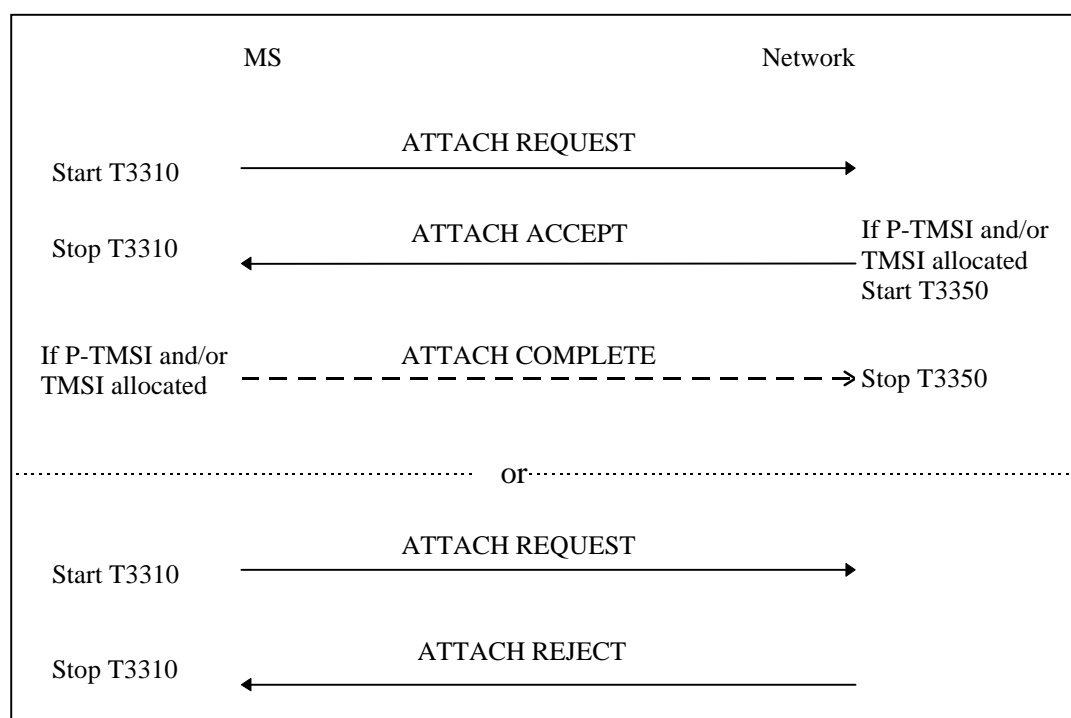 MS
Network
ATTACH REQUEST
Start T3310
ATTACH ACCEPT
Stop T3310
If P-TMSI and/or
TMSI allocated
Start T3350
If P-TMSI and/or
TMSI allocated
ATTACH COMPLETE
Stop T3350
or
ATTACH REQUEST
Start T3310
ATTACH REJECT
Stop T3310